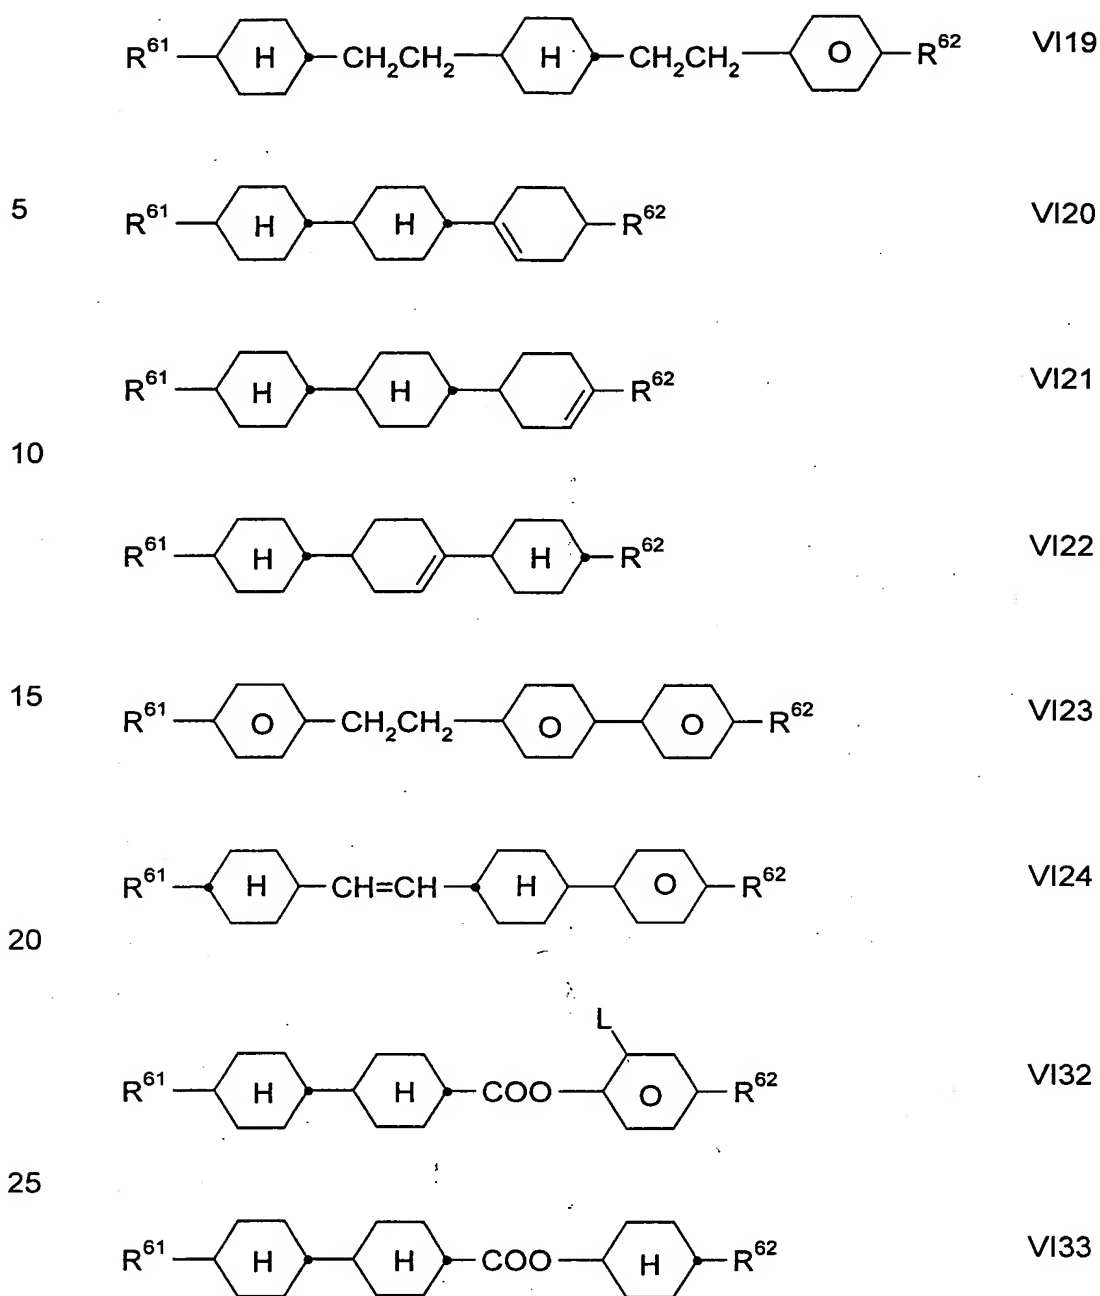 R⁶¹ H CH₂CH₂ H CH₂CH₂ O R⁶² VI19
5 R⁶¹ H H R⁶² VI20
R⁶¹ H H R⁶² VI21
10
R⁶¹ H H R⁶² VI22
15 R⁶¹ O CH₂CH₂ O O R⁶² VI23
R⁶¹ H CH=CH H O R⁶² VI24
20
L
R⁶¹ H H COO O R⁶² VI32
25
R⁶¹ H H COO H R⁶² VI33